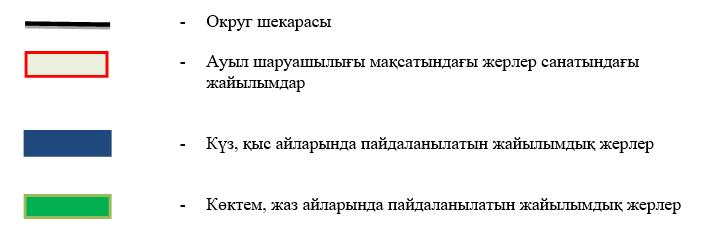 - Округ шекарасы
- Ауыл шаруашылығы мақсатындағы жерлер санатындағы
жайылымдар
- Күз, қыс айларында пайдаланылатын жайылымдық жерлер
- Көктем, жаз айларында пайдаланылатын жайылымдық жерлер